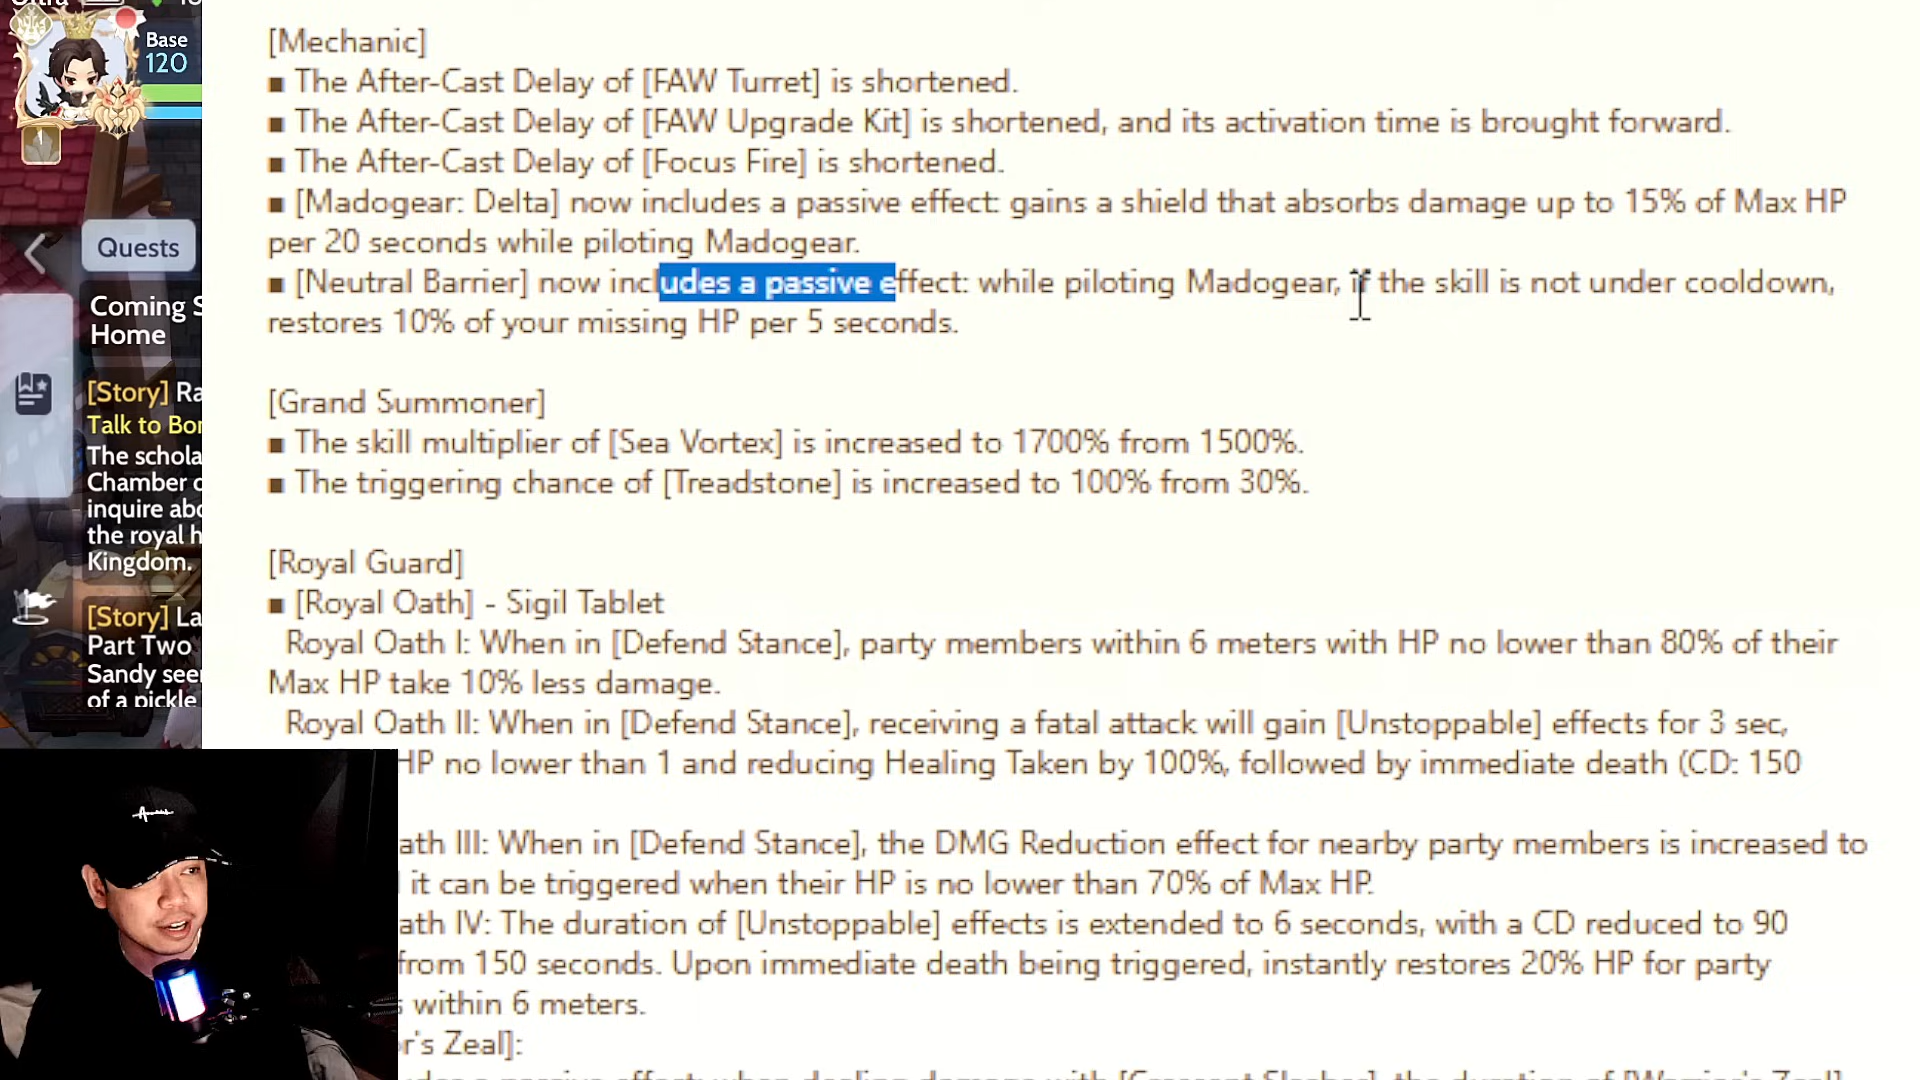 Base
120
Quests
Coming S
Home
[Story] Ra
Talk to Bor
The schola
Chamber o
inquire abo
the royal h
Kingdom.
[Story] La
Part Two
Sandy see
of a pickle
[Mechanic]
■ The After-Cast Delay of [FAW Turret] is shortened.
■ The After-Cast Delay of [FAW Upgrade Kit] is shortened, and its activation time is brought forward.
■ The After-Cast Delay of [Focus Fire] is shortened.
■ [Madogear: Delta] now includes a passive effect: gains a shield that absorbs damage up to 15% of Max HP
per 20 seconds while piloting Madogear.
■ [Neutral Barrier] now includes a passive effect: while piloting Madogear, if the skill is not under cooldown,
restores 10% of your missing HP per 5 seconds.
[Grand Summoner]
■ The skill multiplier of [Sea Vortex] is increased to 1700% from 1500%.
■ The triggering chance of [Treadstone] is increased to 100% from 30%.
[Royal Guard]
■ [Royal Oath] - Sigil Tablet
Royal Oath I: When in [Defend Stance], party members within 6 meters with HP no lower than 80% of their
Max HP take 10% less damage.
Royal Oath II: When in [Defend Stance], receiving a fatal attack will gain [Unstoppable] effects for 3 sec,
HP no lower than 1 and reducing Healing Taken by 100%, followed by immediate death (CD: 150
ath III: When in [Defend Stance], the DMG Reduction effect for nearby party members is increased to
it can be triggered when their HP is no lower than 70% of Max HP.
ath IV: The duration of [Unstoppable] effects is extended to 6 seconds, with a CD reduced to 90
from 150 seconds. Upon immediate death being triggered, instantly restores 20% HP for party
within 6 meters.
r's Zeal]: